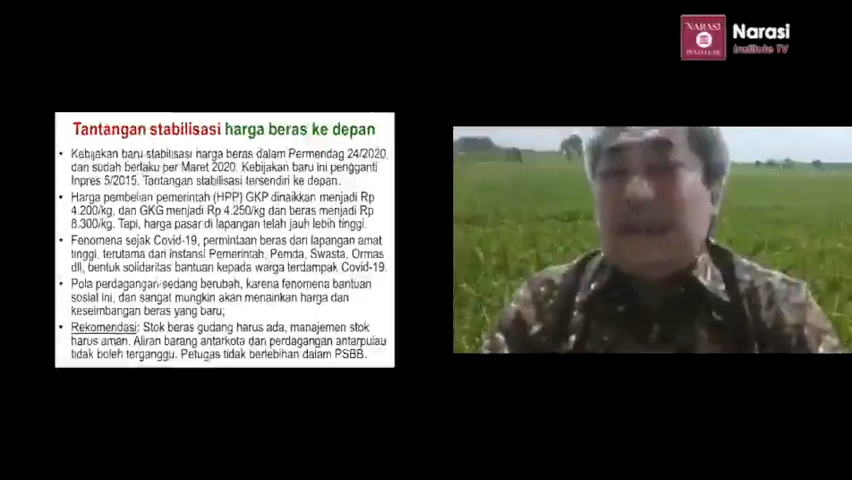 NARASI
INSTITUTE
Narasi
Institute TV
Tantangan stabilisasi harga beras ke depan
• Kebijakan baru stabilisasi harga beras dalam Permendag 24/2020,
dan sudah berlaku per Maret 2020. Kebijakan baru ini pengganti
Inpres 5/2015. Tantangan stabilisasi tersendiri ke depan.
• Harga pembelian pemerintah (HPP) GKP dinaikkan menjadi Rp
4.200/kg, dan GKG menjadi Rp 4.250/kg dan beras menjadi Rp
8.300/kg. Tapi, harga pasar di lapangan telah jauh lebih tinggi.
• Fenomena sejak Covid-19, permintaan beras dari lapangan amat
tinggi, terutama dari instansi Pemerintah, Pemda, Swasta, Ormas
dll, bentuk solidaritas bantuan kepada warga terdampak Covid-19.
• Pola perdagangan sedang berubah, karena fenomena bantuan
sosial ini, dan sangat mungkin akan menaikan harga dan
keseimbangan beras yang baru;
• Rekomendasi: Stok beras gudang harus ada, manajemen stok
harus aman. Aliran barang antarkota dan perdagangan antarpulau
tidak boleh terganggu. Petugas tidak berlebihan dalam PSBB.